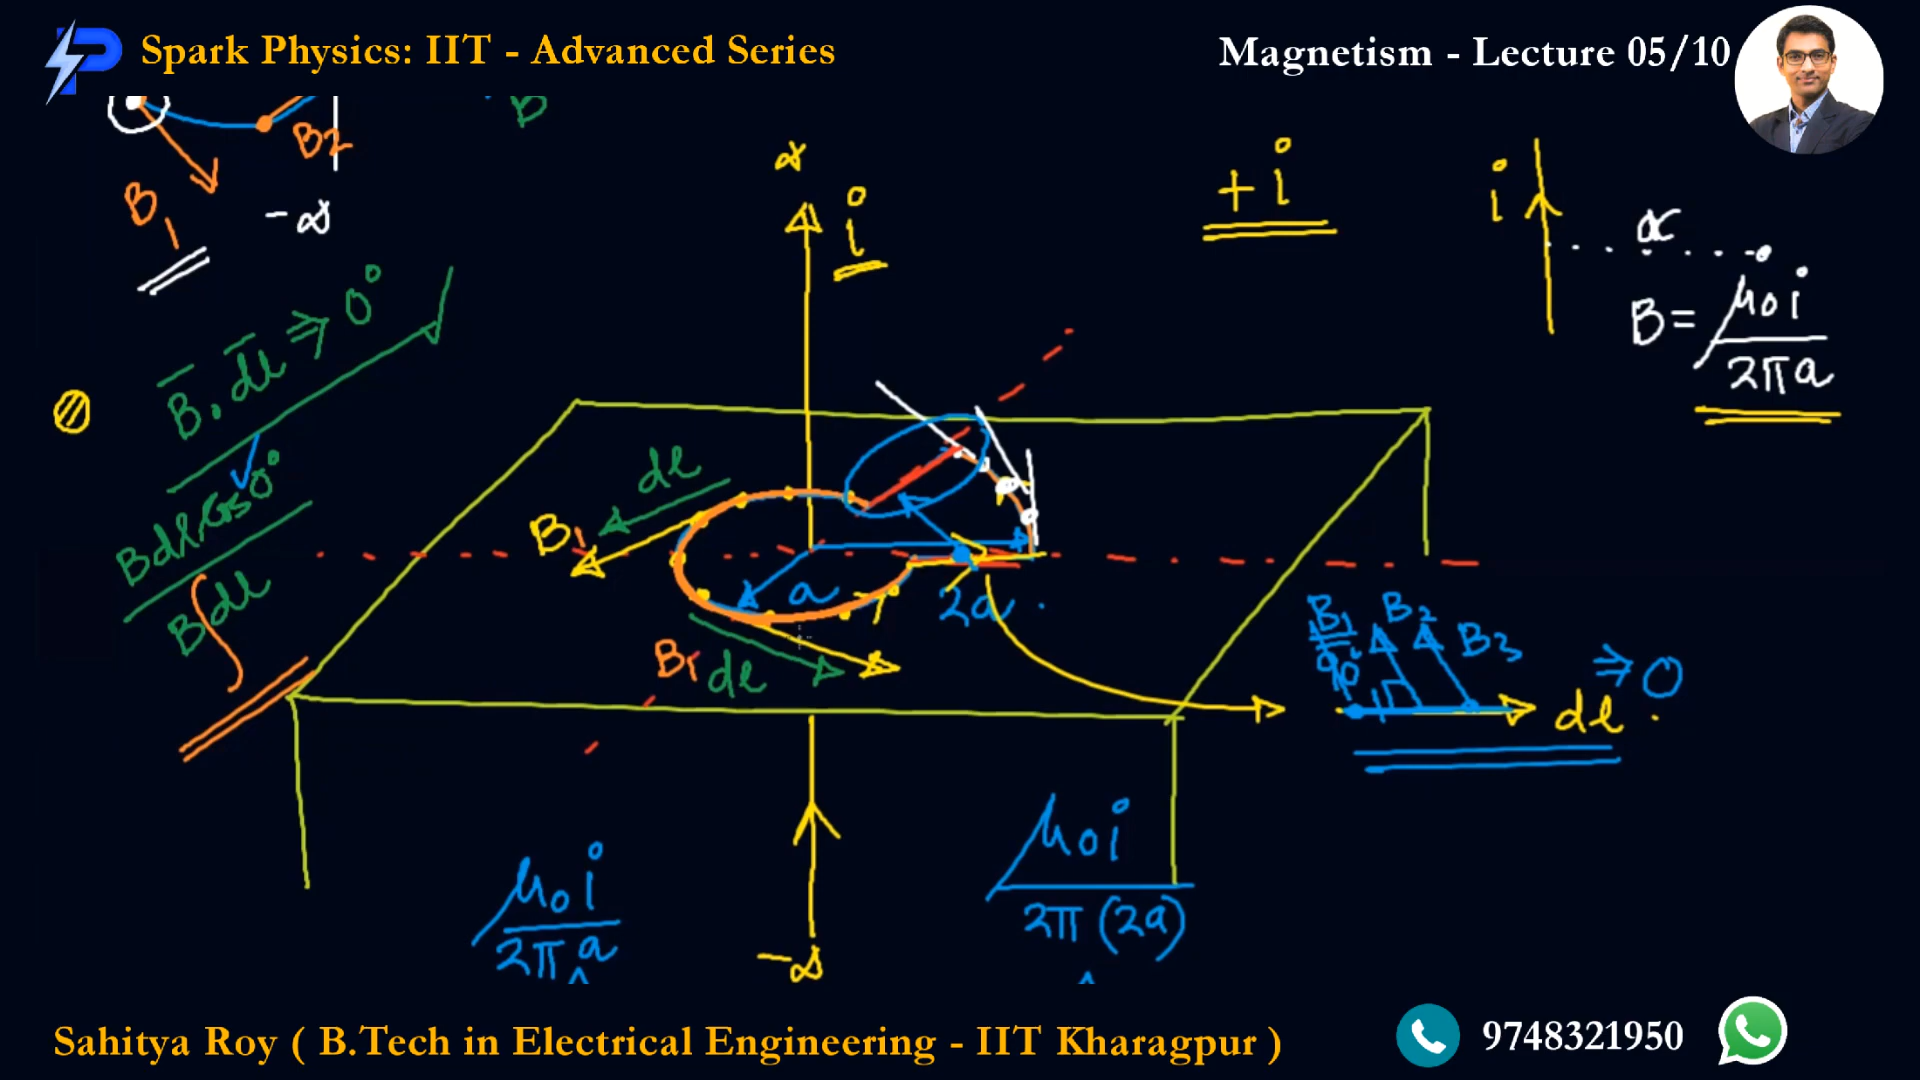 Spark Physics: IIT - Advanced Series
Magnetism - Lecture 05/10
B
B2
B1
-∞
∞
i
+i
i
x
B = μ0i / 2πa
B̄.dl̄ ⇒ 0°
Bdl cos 0°
∫Bdl
dl
B1
a
2a
B1
dl
B1 B2 B3
90°
⇒ 0
dl
μ0i / 2πa
μ0i / 2π(2a)
-∞
Sahitya Roy ( B.Tech in Electrical Engineering - IIT Kharagpur )
9748321950